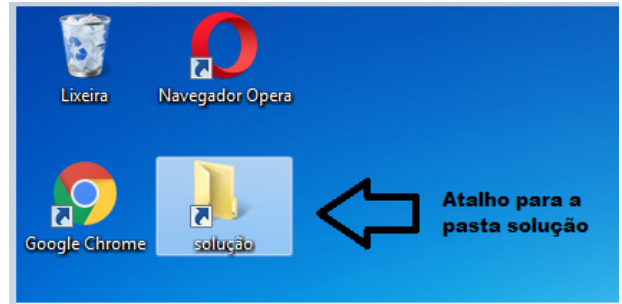 Lixeira
Navegador Opera
Google Chrome
solução
Atalho para a
pasta solução